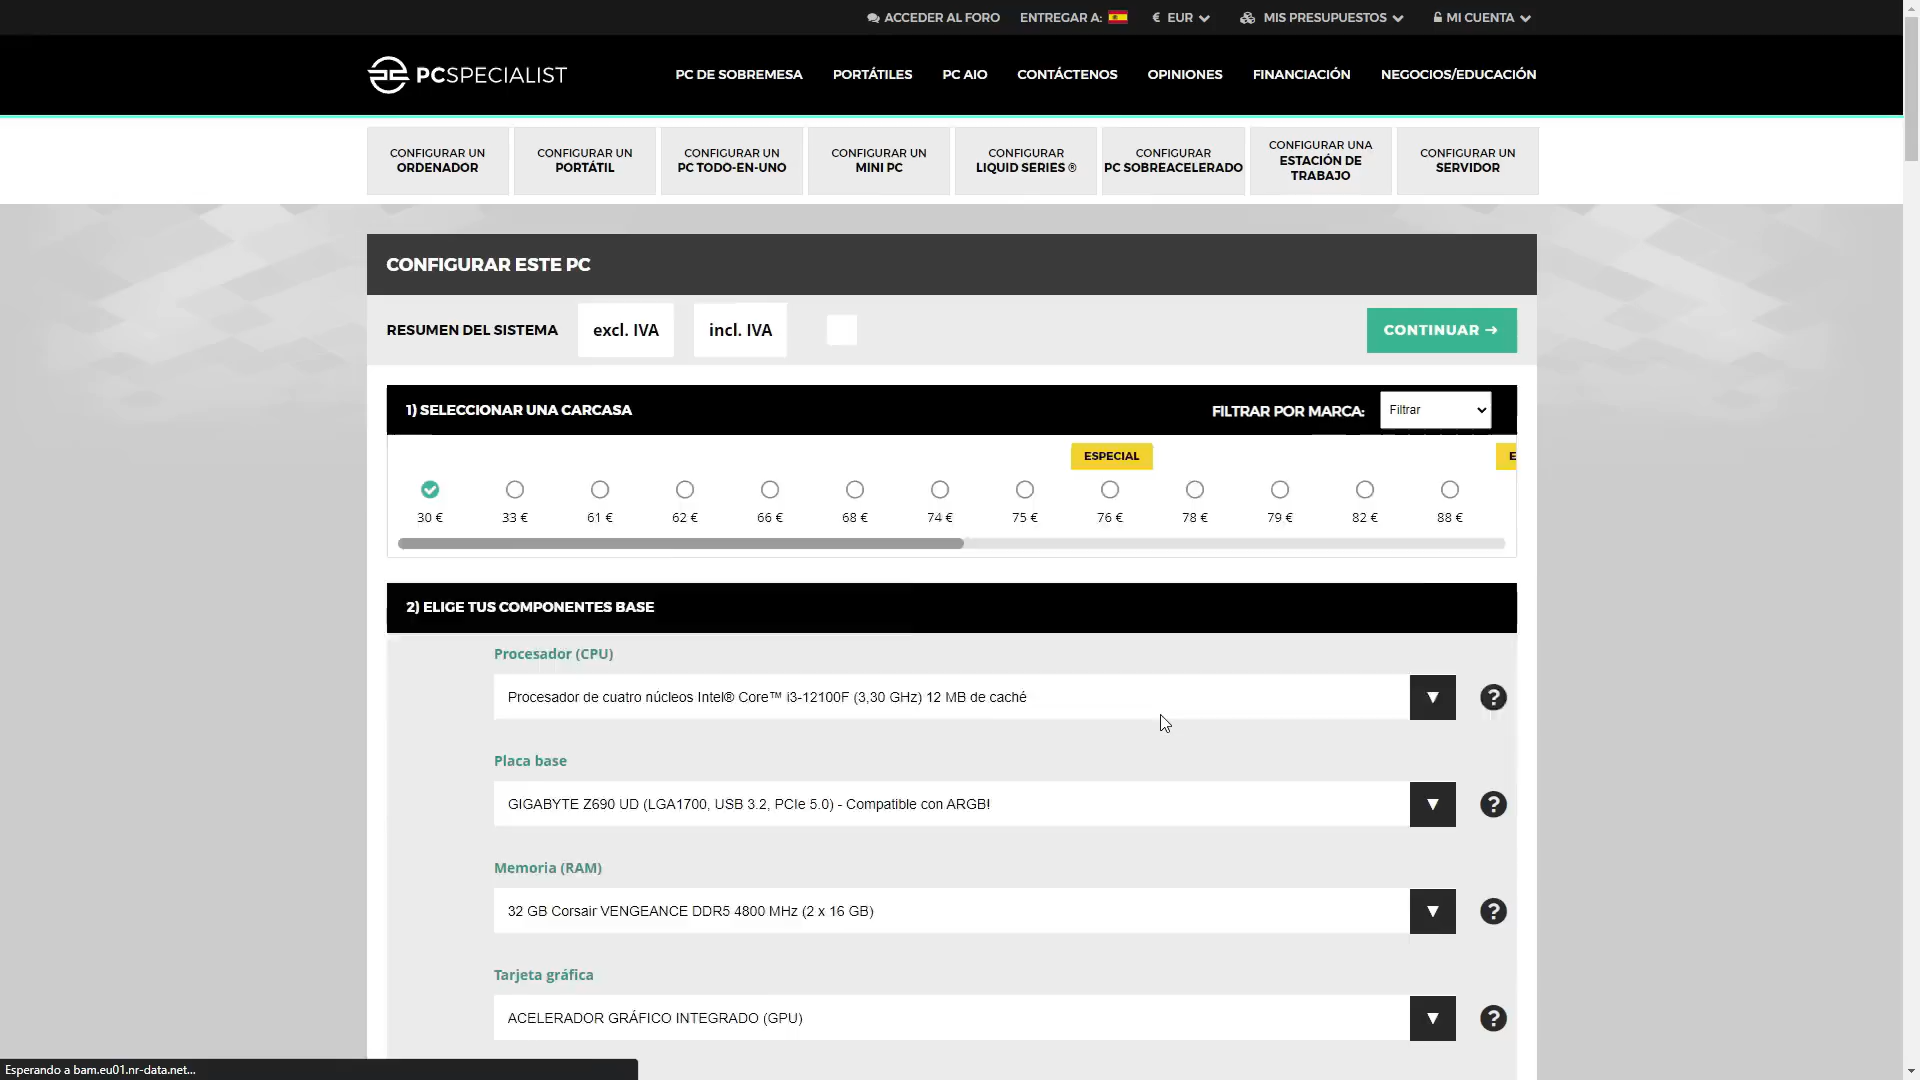 ACCEDER AL FORO ENTREGAR A: € EUR MIS PRESUPUESTOS MI CUENTA
PCSPECIALIST PC DE SOBREMESA PORTÁTILES PC AIO CONTÁCTENOS OPINIONES FINANCIACIÓN NEGOCIOS/EDUCACIÓN
CONFIGURAR UN
ORDENADOR
CONFIGURAR UN
PORTÁTIL
CONFIGURAR UN
PC TODO-EN-UNO
CONFIGURAR UN
MINI PC
CONFIGURAR
LIQUID SERIES ®
CONFIGURAR
PC SOBREACELERADO
CONFIGURAR UNA
ESTACIÓN DE
TRABAJO
CONFIGURAR UN
SERVIDOR
CONFIGURAR ESTE PC
RESUMEN DEL SISTEMA excl. IVA incl. IVA CONTINUAR →
1) SELECCIONAR UNA CARCASA FILTRAR POR MARCA: Filtrar
ESPECIAL E
30 € 33 € 61 € 62 € 66 € 68 € 74 € 75 € 76 € 78 € 79 € 82 € 88 €
2) ELIGE TUS COMPONENTES BASE
Procesador (CPU)
Procesador de cuatro núcleos Intel® Core™ i3-12100F (3,30 GHz) 12 MB de caché ▼ ?
Placa base
GIGABYTE Z690 UD (LGA1700, USB 3.2, PCIe 5.0) - Compatible con ARGB! ▼ ?
Memoria (RAM)
32 GB Corsair VENGEANCE DDR5 4800 MHz (2 x 16 GB) ▼ ?
Tarjeta gráfica
ACELERADOR GRÁFICO INTEGRADO (GPU) ▼ ?
Esperando a bam.eu01.nr-data.net...